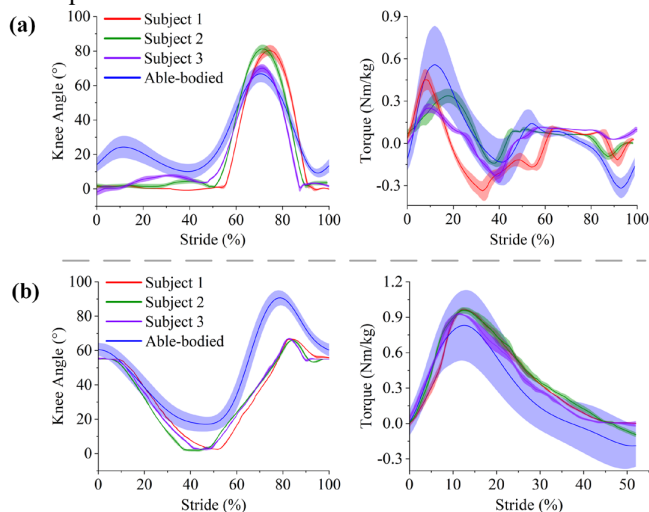 (a)
Subject 1
Subject 2
Subject 3
Able-bodied
Knee Angle (°)
100
80
60
40
20
0
0 20 40 60 80 100
Stride (%)
Torque (Nm/kg)
0.9
0.6
0.3
0.0
-0.3
0 20 40 60 80 100
Stride (%)
(b)
Subject 1
Subject 2
Subject 3
Able-bodied
Knee Angle (°)
100
80
60
40
20
0
0 20 40 60 80 100
Stride (%)
Torque (Nm/kg)
1.2
0.9
0.6
0.3
0.0
-0.3
0 10 20 30 40 50
Stride (%)